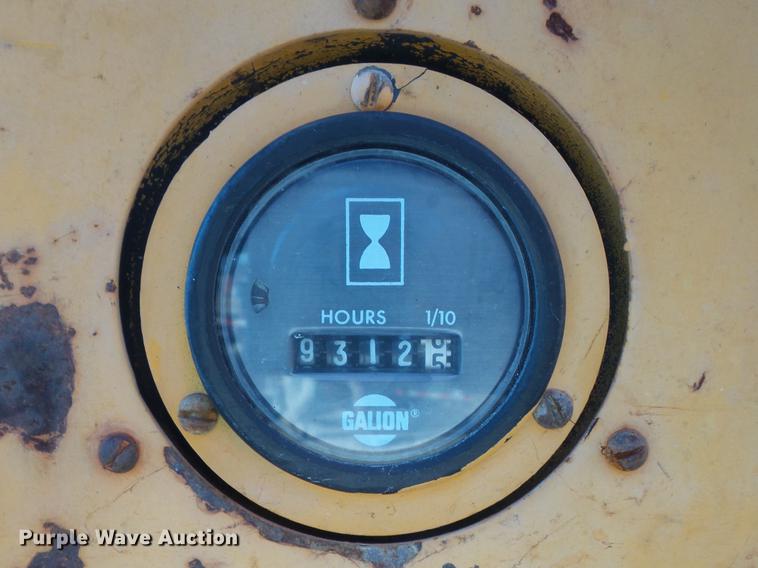 HOURS 1/10
9312
GALION®
Purple Wave Auction